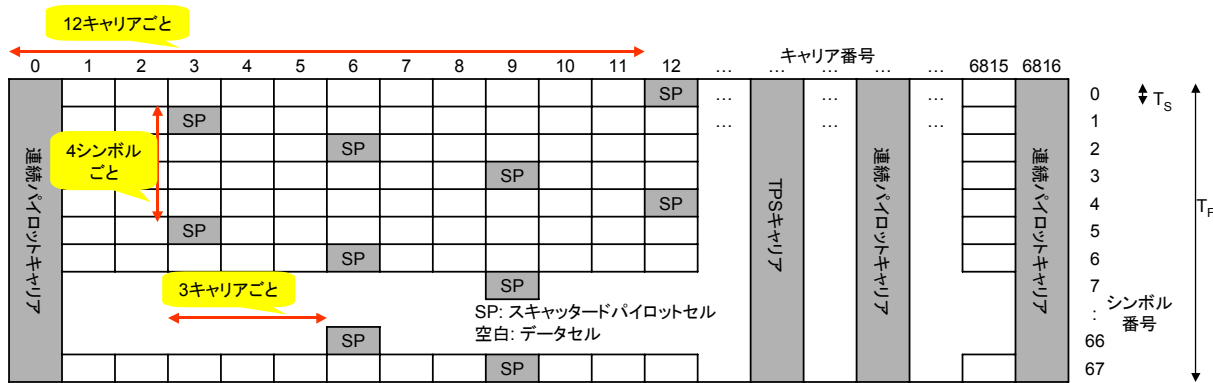 12キャリアごと
キャリア番号
0 1 2 3 4 5 6 7 8 9 10 11 12 … … … … … 6815 6816
SP … … … 0 TS
SP … … … 1
4シンボル
ごと
SP 2
SP 3
SP 4
SP 5
SP 6
SP 7
連続パイロットキャリア
TPSキャリア
連続パイロットキャリア
連続パイロットキャリア
TF
3キャリアごと
SP: スキャッタードパイロットセル
空白: データセル
:
シンボル
番号
SP 66
SP 67